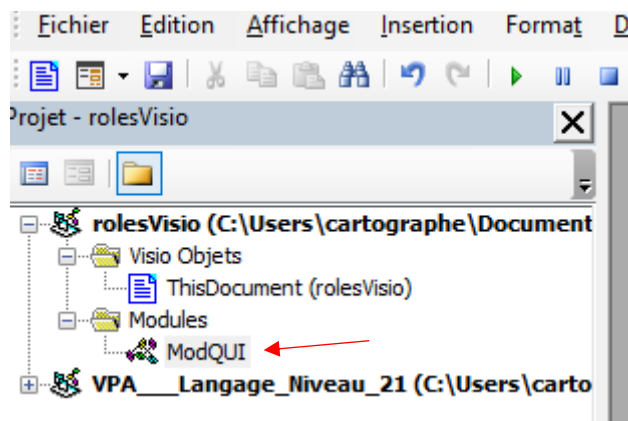 Fichier Edition Affichage Insertion Format D
Projet - rolesVisio
rolesVisio (C:\Users\cartographe\Document
Visio Objets
ThisDocument (rolesVisio)
Modules
ModQUI
VPA___Langage_Niveau_21 (C:\Users\carto